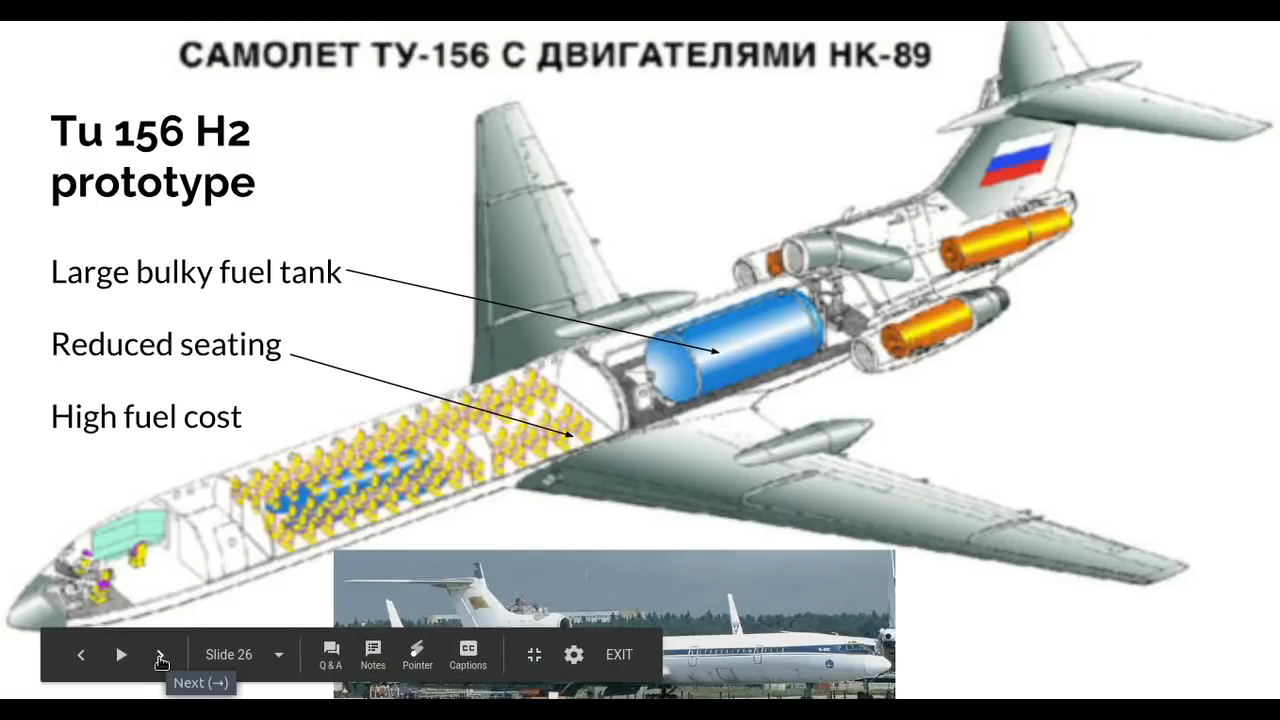 САМОЛЕТ ТУ-156 С ДВИГАТЕЛЯМИ НК-89
Tu 156 H2
prototype
Large bulky fuel tank
Reduced seating
High fuel cost
Slide 26
Q & A
Notes
Pointer
CC
Captions
EXIT
Next (→)